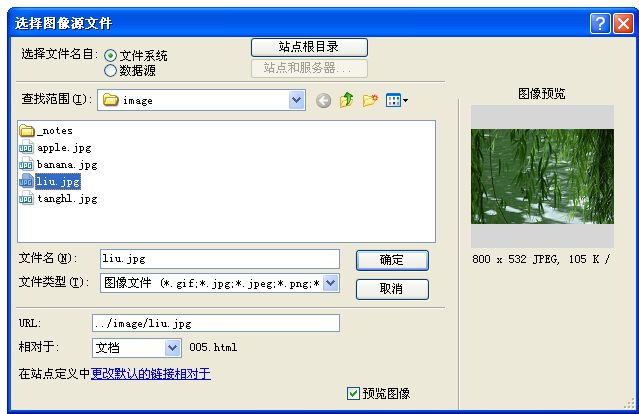 选择图像源文件
选择文件名自: 文件系统 站点根目录
数据源 站点和服务器...
查找范围(I): image
图像预览
_notes
apple.jpg
banana.jpg
liu.jpg
tanghl.jpg
800 x 532 JPEG, 105 K /
文件名(N): liu.jpg 确定
文件类型(T): 图像文件 (*.gif;*.jpg;*.jpeg;*.png;* 取消
URL: ../image/liu.jpg
相对于: 文档 005.html
在站点定义中更改默认的链接相对于
预览图像